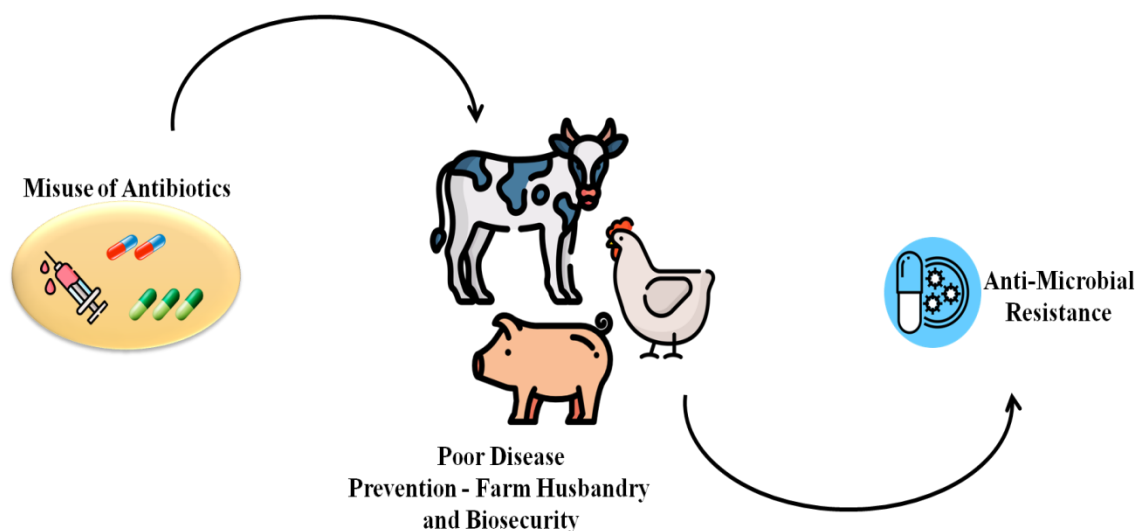 Misuse of Antibiotics
Poor Disease
Prevention - Farm Husbandry
and Biosecurity
Anti-Microbial
Resistance